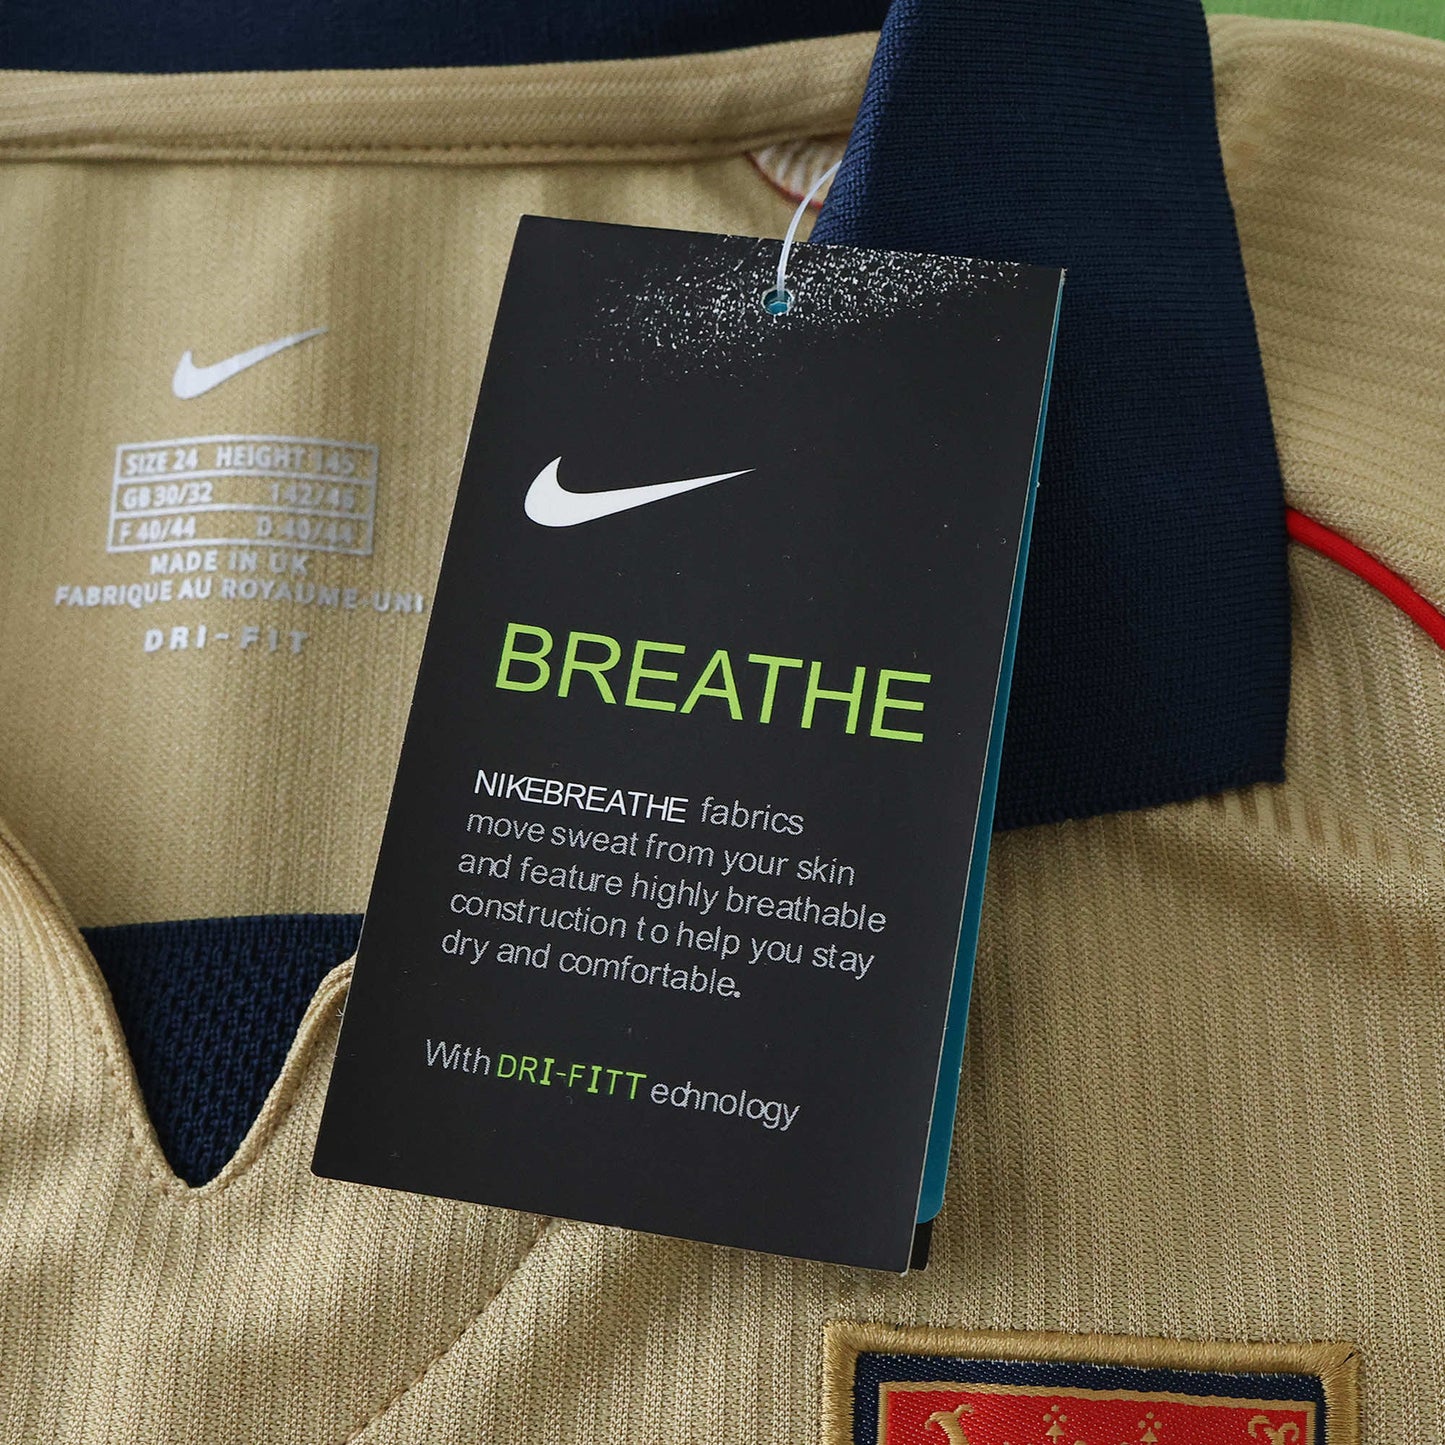 SIZE 24 HEIGHT 145
GB 30/32 142/48
F 40/44 D 40/44
MADE IN UK
FABRIQUE AU ROYAUME-UNI
DRI-FIT
BREATHE
NIKEBREATHE fabrics
move sweat from your skin
and feature highly breathable
construction to help you stay
dry and comfortable.
With DRI-FITT echnology